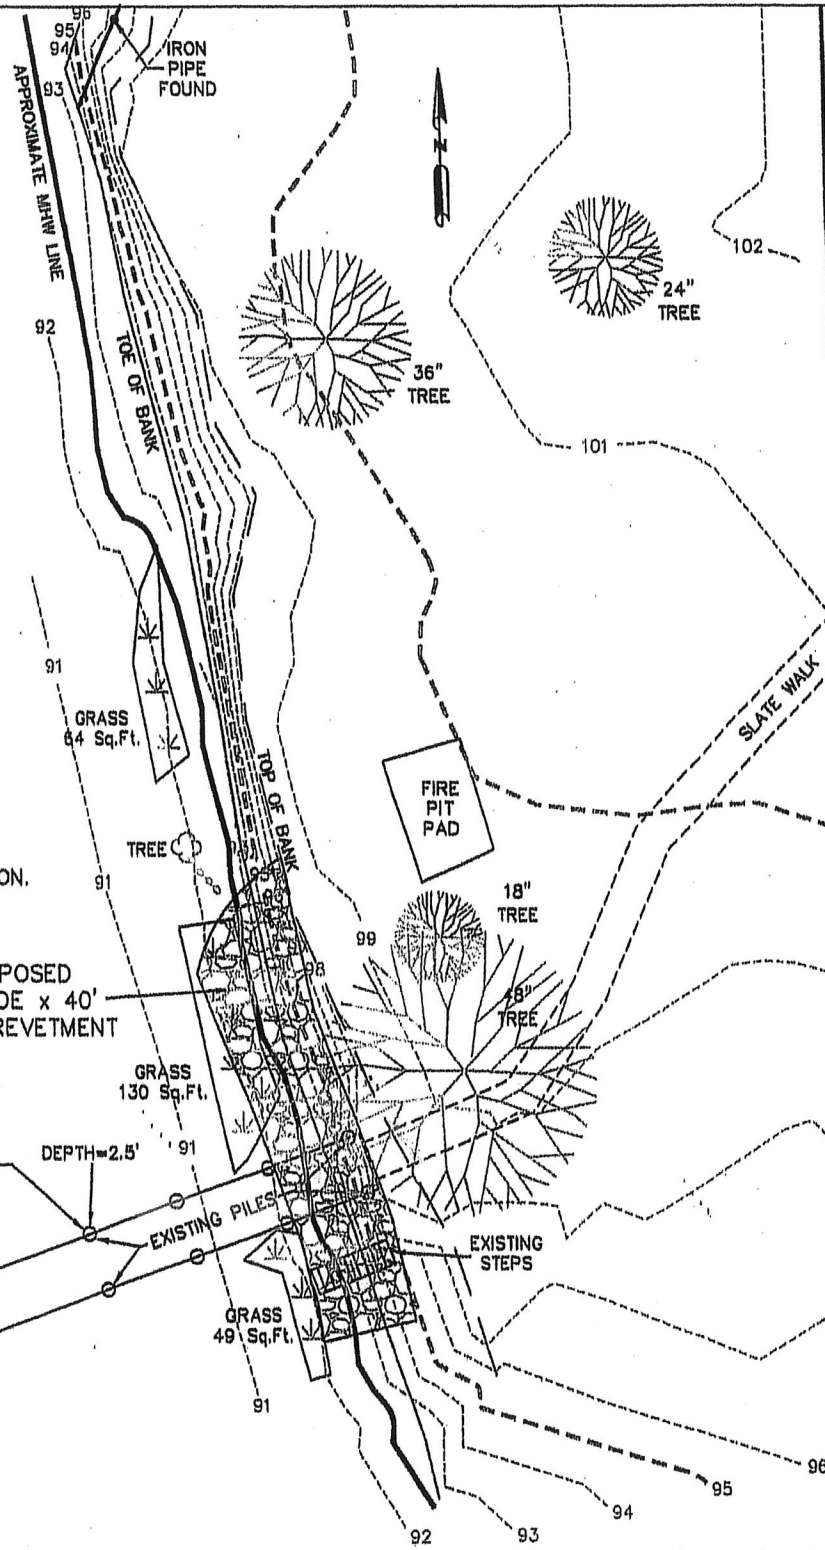 96
95
94
93
IRON
PIPE
FOUND
APPROXIMATE MHW LINE
N
102
24"
TREE
92
TOE OF BANK
36"
TREE
101
91
GRASS
64 Sq.Ft.
SLATE WALK
TOP OF BANK
FIRE
PIT
PAD
TREE
91
ON.
18"
TREE
99
98
POSED
DE x 40'
REVETMENT
48"
TREE
GRASS
130 Sq.Ft.
DEPTH=2.5'
91
EXISTING PILES
EXISTING
STEPS
GRASS
49 Sq.Ft.
91
96
95
94
93
92